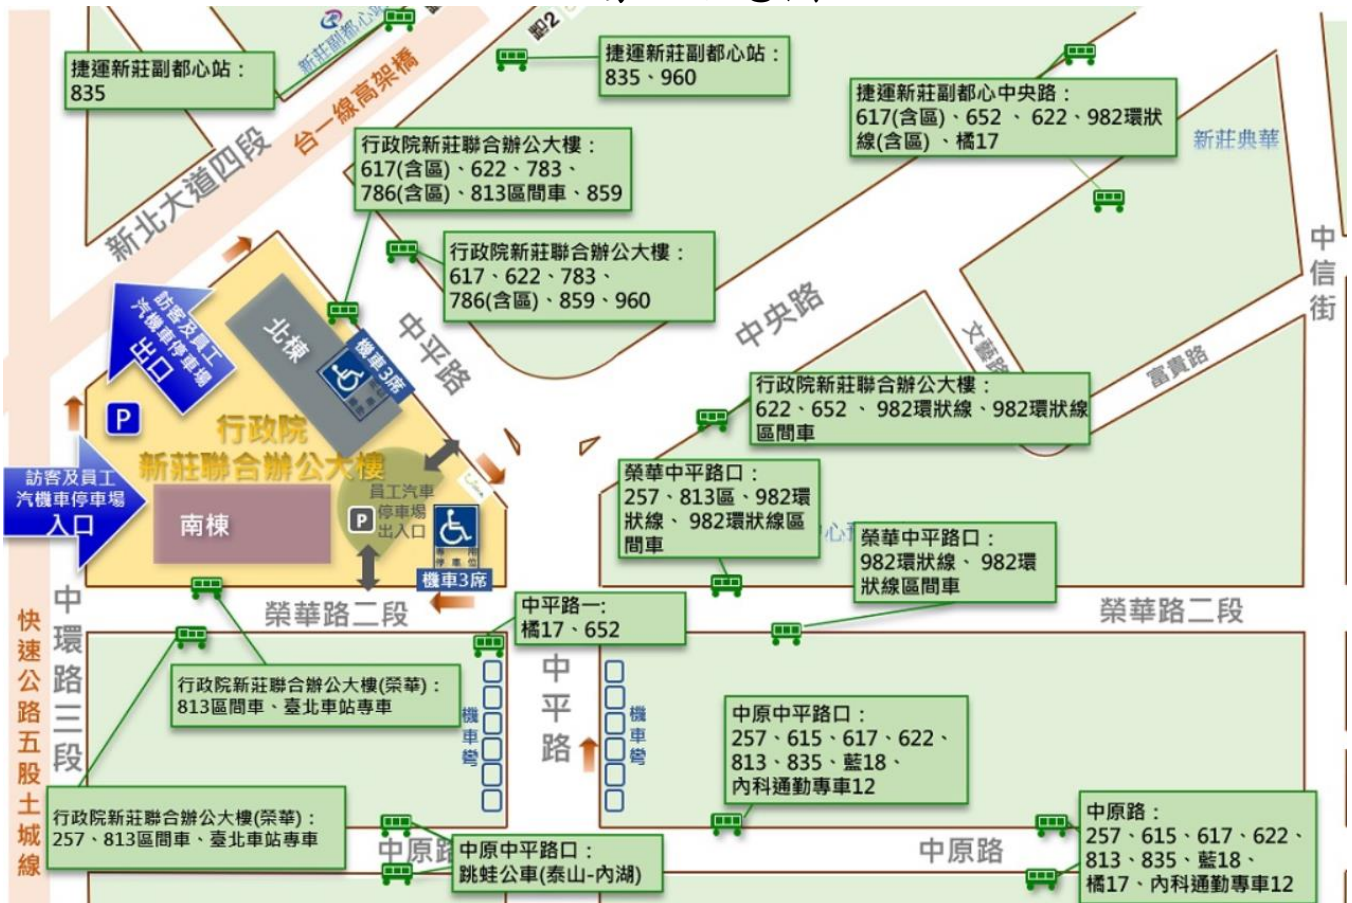 捷運新莊副都心站：
835
新莊副都心站
台一線高架橋
新北大道四段
捷運新莊副都心站：
835、960
捷運新莊副都心中央路：
617(含區)、652 、 622、982環狀
線(含區) 、橘17
新莊典華
行政院新莊聯合辦公大樓：
617(含區)、622、783、
786(含區)、813區間車、859
行政院新莊聯合辦公大樓：
617、622、783、
786(含區)、859、960
中信街
中央路
文藝路
富貴路
中平路
訪客及員工
汽機車停車場
出口
北棟
機車3席
P
行政院
新莊聯合辦公大樓
訪客及員工
汽機車停車場
入口
南棟
員工汽車
停車場
出入口
P
專用
停車位
機車3席
行政院新莊聯合辦公大樓：
622、652 、 982環狀線、982環狀線
區間車
榮華中平路口：
257、813區、982環
狀線、 982環狀線區
間車
榮華中平路口：
982環狀線、 982環
狀線區間車
中環路三段
榮華路二段
榮華路二段
中平路一：
橘17、652
快速公路五股土城線
行政院新莊聯合辦公大樓(榮華)：
813區間車、臺北車站專車
機車彎
中平路
機車彎
中原中平路口：
257、615、617、622、
813、835、藍18、
內科通勤專車12
行政院新莊聯合辦公大樓(榮華)：
257、813區間車、臺北車站專車
中原路
中原中平路口：
跳蛙公車(泰山-內湖)
中原路
中原路：
257、615、617、622、
813、835、藍18、
橘17、內科通勤專車12